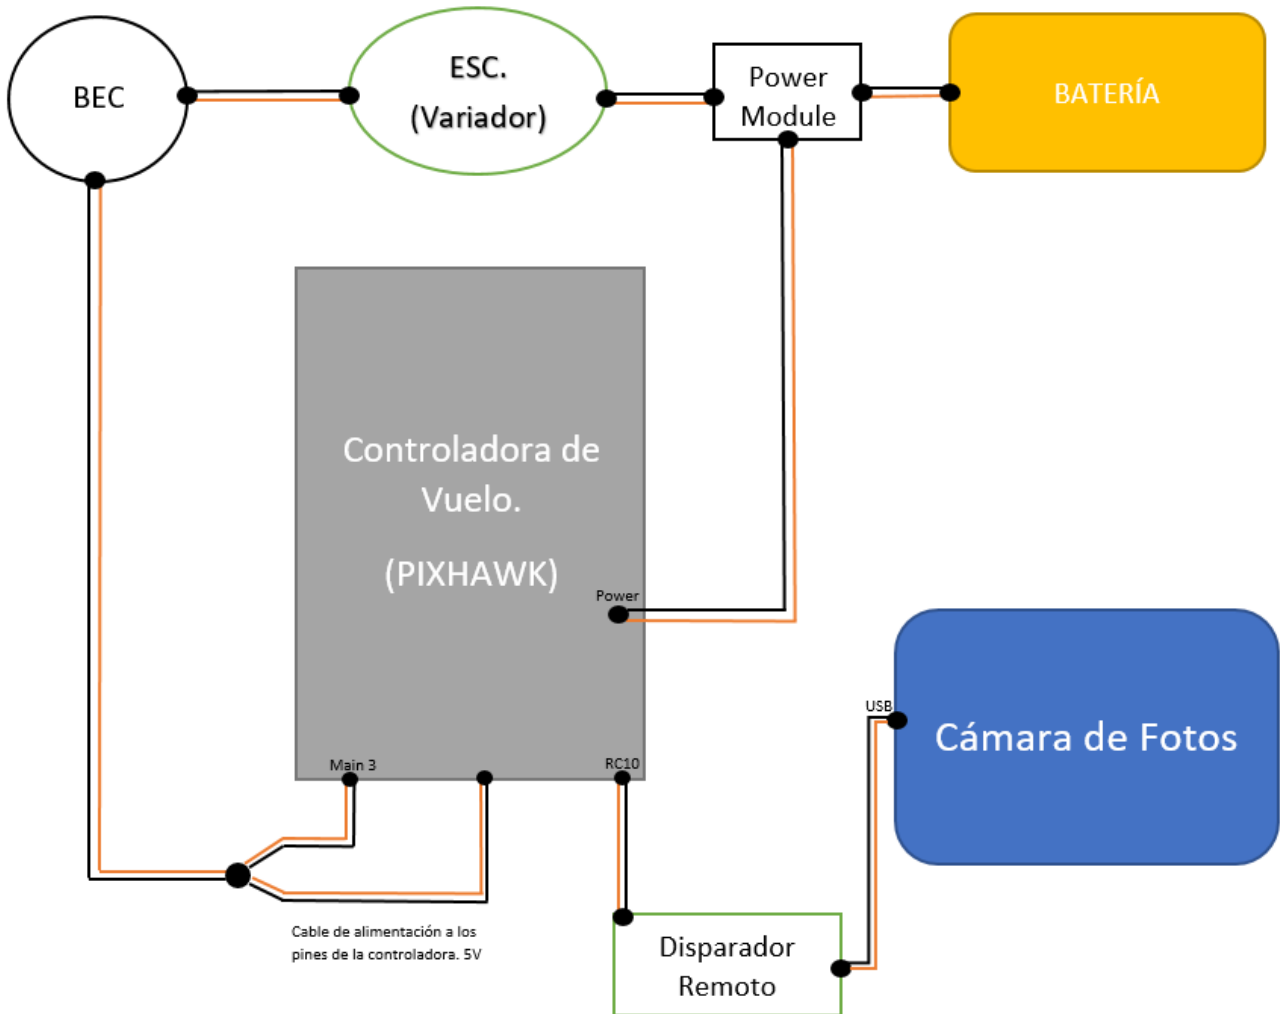 BEC
ESC.
(Variador)
Power
Module
BATERÍA
Controladora de
Vuelo.
(PIXHAWK)
Power
Main 3
RC10
USB
Cámara de Fotos
Cable de alimentación a los
pines de la controladora. 5V
Disparador
Remoto